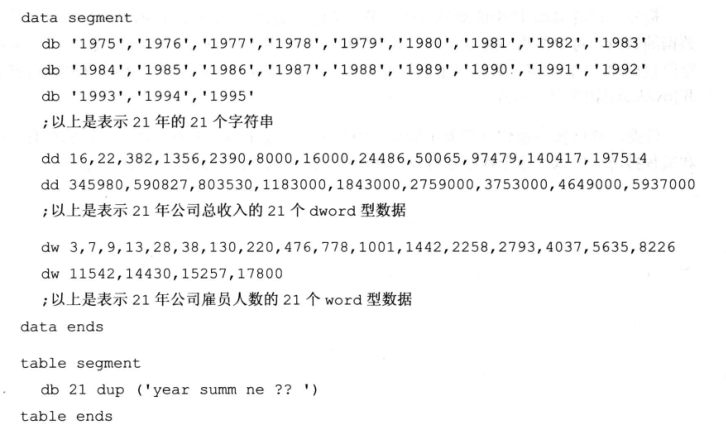 data segment
db '1975','1976','1977','1978','1979','1980','1981','1982','1983'
db '1984','1985','1986','1987','1988','1989','1990','1991','1992'
db '1993','1994','1995'
;以上是表示 21 年的 21 个字符串
dd 16,22,382,1356,2390,8000,16000,24486,50065,97479,140417,197514
dd 345980,590827,803530,1183000,1843000,2759000,3753000,4649000,5937000
;以上是表示 21 年公司总收入的 21 个 dword 型数据
dw 3,7,9,13,28,38,130,220,476,778,1001,1442,2258,2793,4037,5635,8226
dw 11542,14430,15257,17800
;以上是表示 21 年公司雇员人数的 21 个 word 型数据
data ends
table segment
db 21 dup ('year summ ne ?? ')
table ends